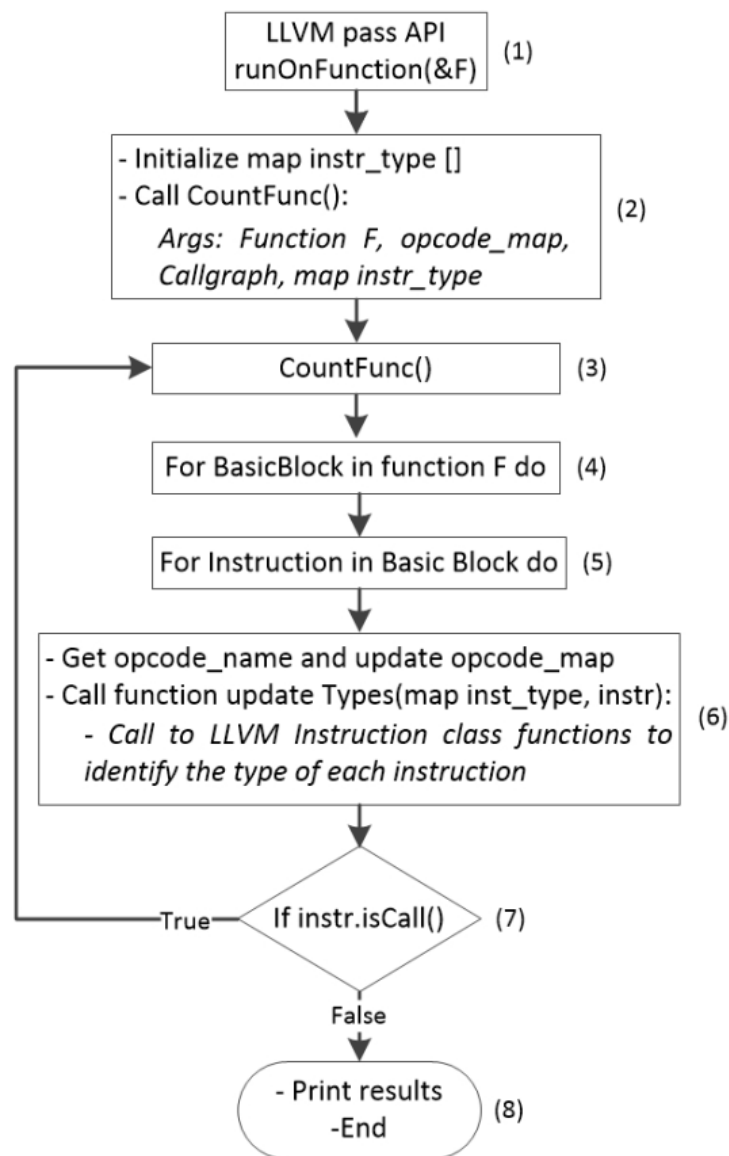 LLVM pass API
runOnFunction(&F)
(1)
- Initialize map instr_type []
- Call CountFunc():
Args: Function F, opcode_map,
Callgraph, map instr_type
(2)
CountFunc()
(3)
For BasicBlock in function F do
(4)
For Instruction in Basic Block do
(5)
- Get opcode_name and update opcode_map
- Call function update Types(map inst_type, instr):
- Call to LLVM Instruction class functions to
identify the type of each instruction
(6)
If instr.isCall()
(7)
True
False
- Print results
-End
(8)